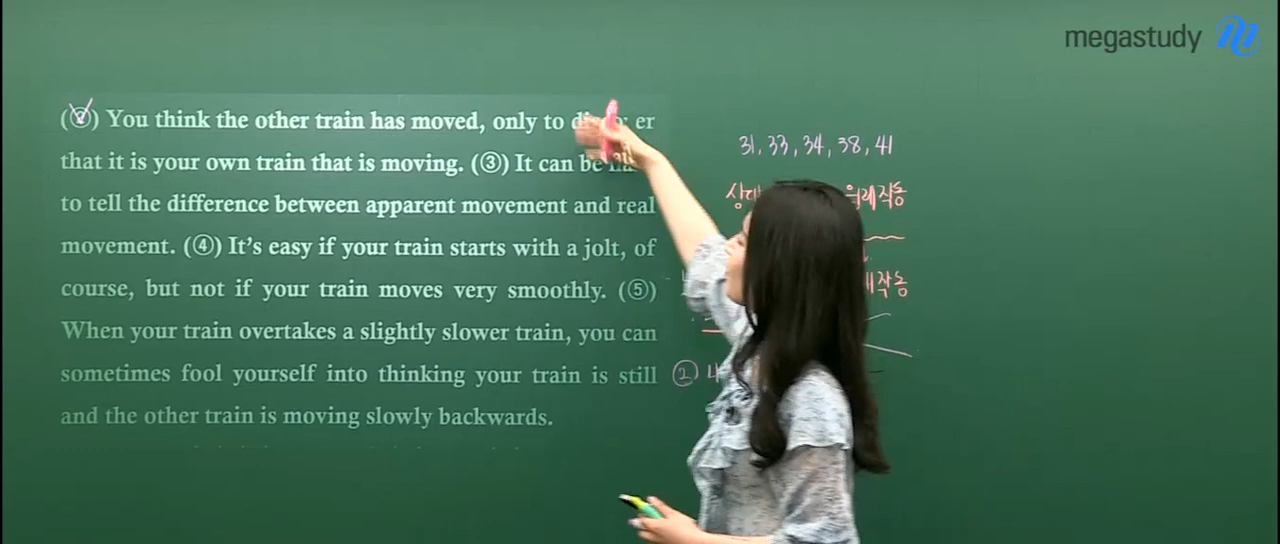 megastudy
(②) You think the other train has moved, only to
that it is your own train that is moving. (③) It can be
to tell the difference between apparent movement and real
movement. (④) It's easy if your train starts with a jolt, of
course, but not if your train moves very smoothly. (⑤)
When your train overtakes a slightly slower train, you can
sometimes fool yourself into thinking your train is still
and the other train is moving slowly backwards.
31, 33, 34, 38, 41
②